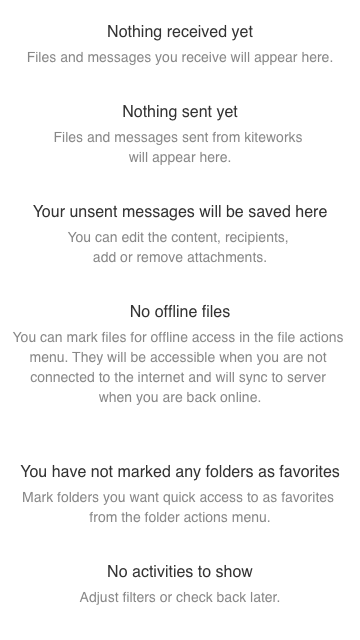 Nothing received yet
Files and messages you receive will appear here.
Nothing sent yet
Files and messages sent from kiteworks
will appear here.
Your unsent messages will be saved here
You can edit the content, recipients,
add or remove attachments.
No offline files
You can mark files for offline access in the file actions
menu. They will be accessible when you are not
connected to the internet and will sync to server
when you are back online.
You have not marked any folders as favorites
Mark folders you want quick access to as favorites
from the folder actions menu.
No activities to show
Adjust filters or check back later.